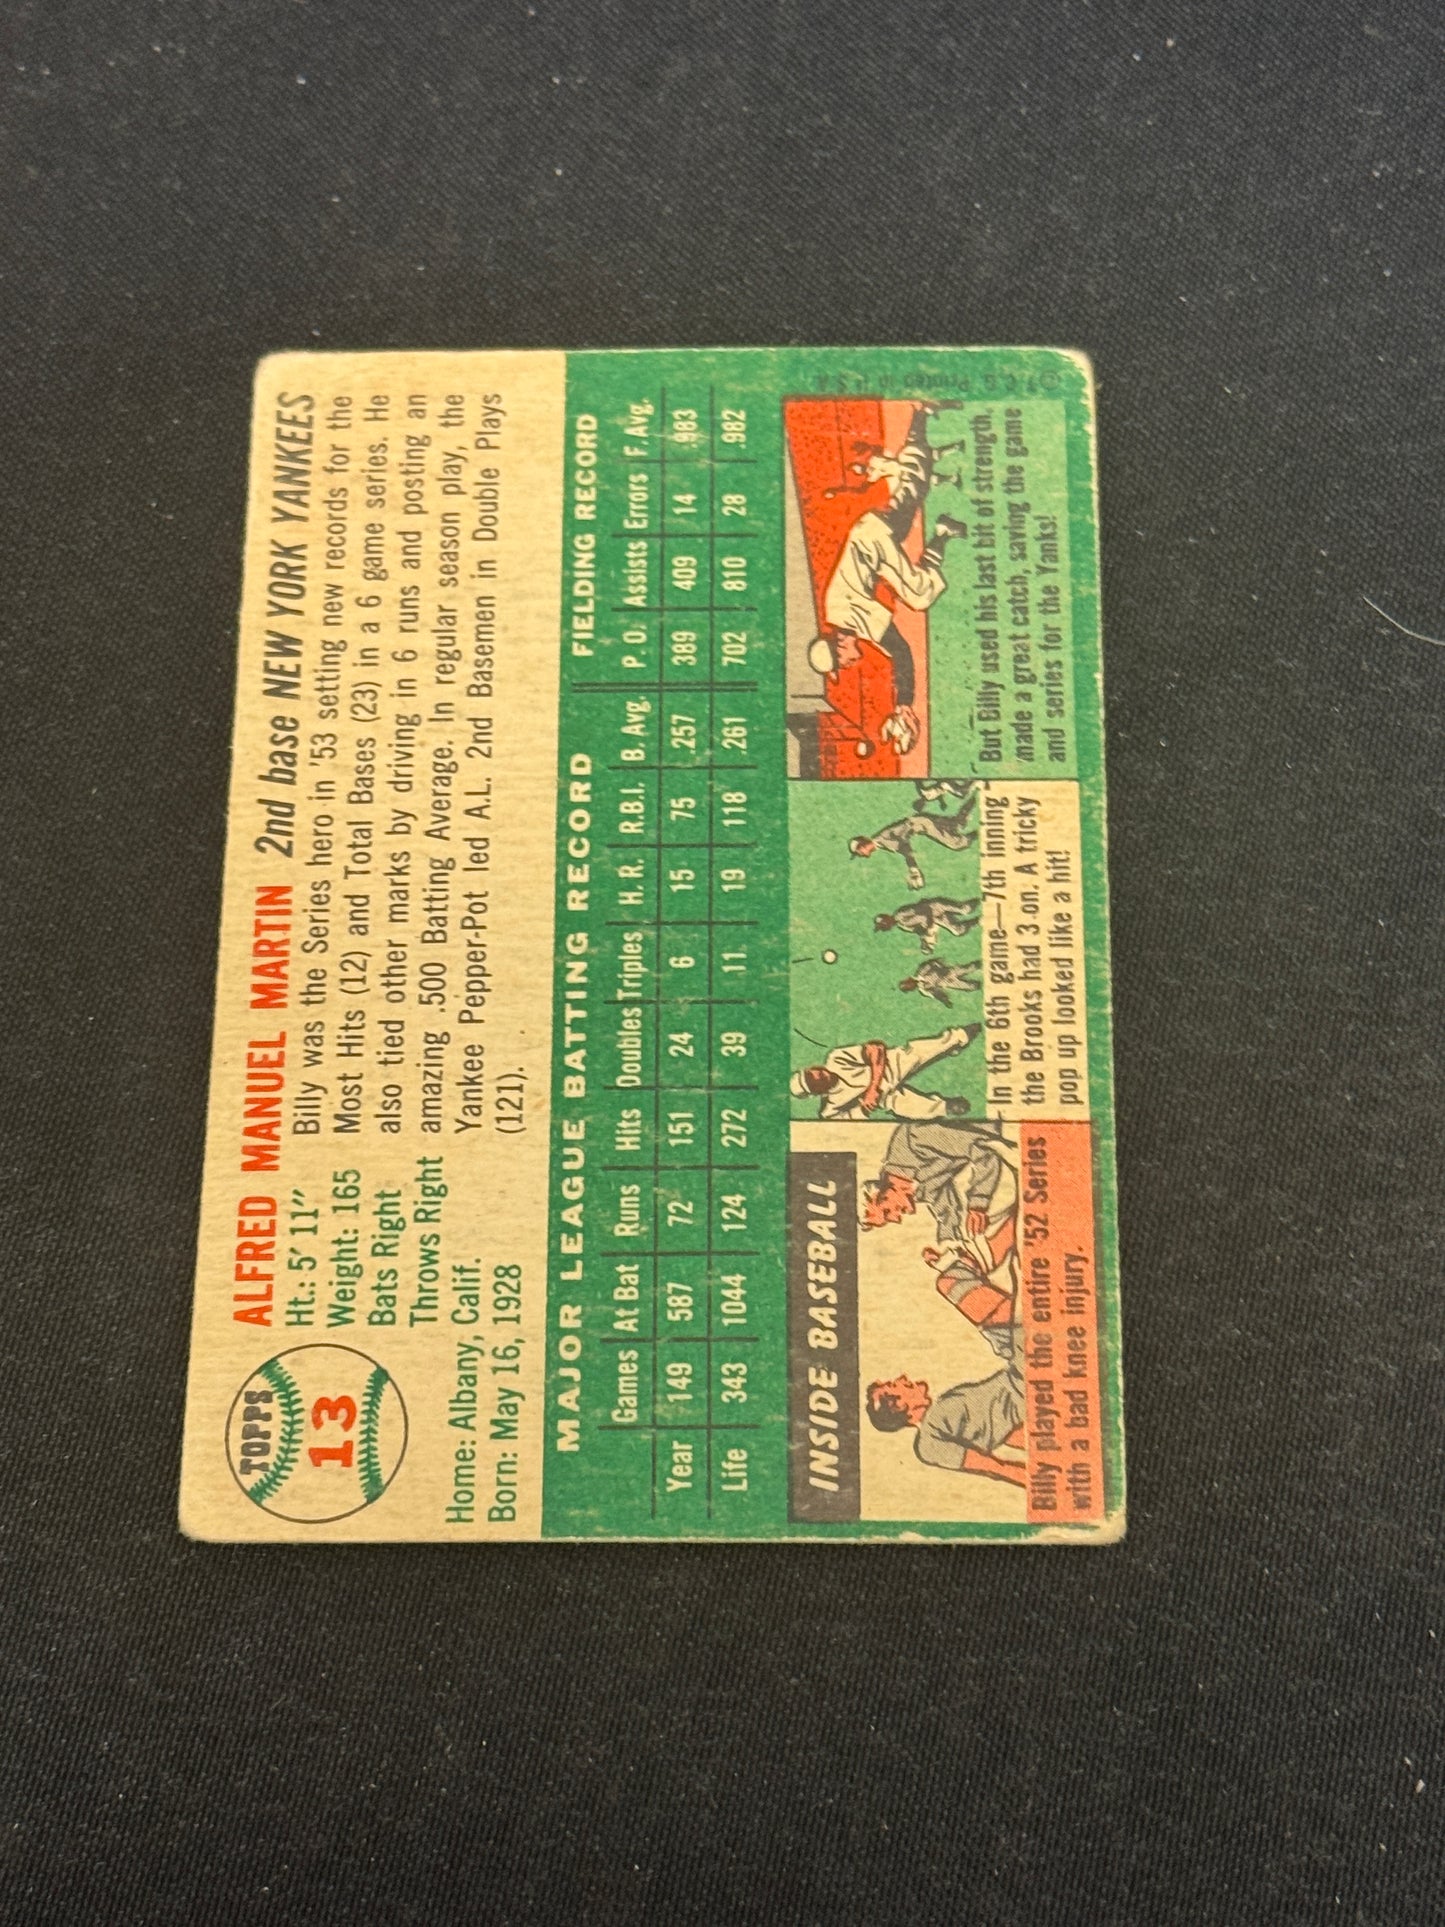 TOPPS
13
ALFRED MANUEL MARTIN 2nd base NEW YORK YANKEES
Ht.: 5' 11"
Weight: 165
Bats Right
Throws Right
Home: Albany, Calif.
Born: May 16, 1928
Billy was the Series hero in '53 setting new records for the
Most Hits (12) and Total Bases (23) in a 6 game series. He
also tied other marks by driving in 6 runs and posting an
amazing .500 Batting Average. In regular season play, the
Yankee Pepper-Pot led A.L. 2nd Basemen in Double Plays
(121).
MAJOR LEAGUE BATTING RECORD FIELDING RECORD
Games At Bat Runs Hits Doubles Triples H. R. R.B.I. B. Avg. P. O. Assists Errors F. Avg.
Year 149 587 72 151 24 6 15 75 .257 389 409 14 .983
Life 343 1044 124 272 39 11 19 118 .261 702 810 28 .982
INSIDE BASEBALL
Billy played the entire '52 Series
with a bad knee injury.
In the 6th game—7th inning
the Brooks had 3 on. A tricky
pop up looked like a hit!
But Billy used his last bit of strength,
made a great catch, saving the game
and series for the Yanks!
©T. C. G. Printed in U.S.A.